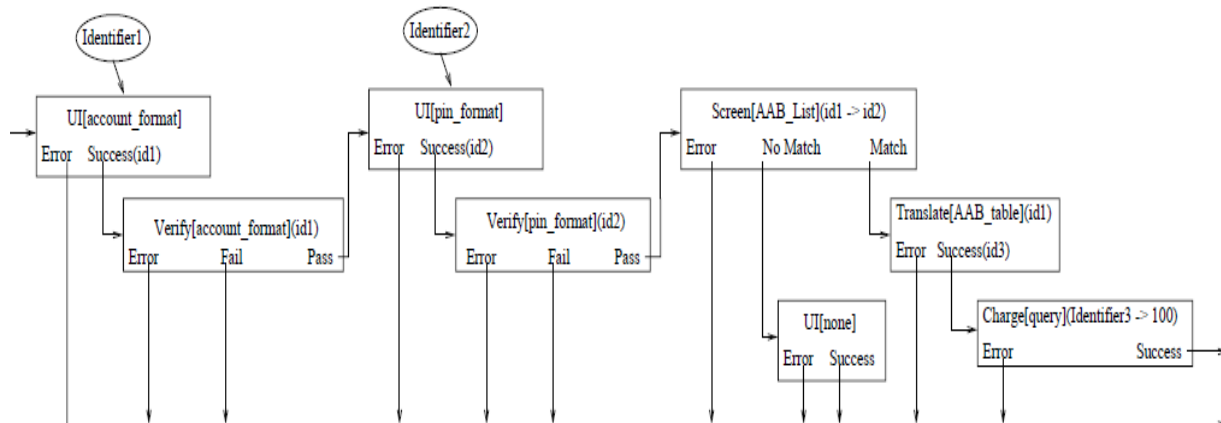 Identifier1
Identifier2
UI[account_format]
Error Success(id1)
UI[pin_format]
Error Success(id2)
Screen[AAB_List](id1 -> id2)
Error No Match Match
Verify[account_format](id1)
Error Fail Pass
Verify[pin_format](id2)
Error Fail Pass
Translate[AAB_table](id1)
Error Success(id3)
UI[none]
Error Success
Charge[query](Identifier3 -> 100)
Error Success